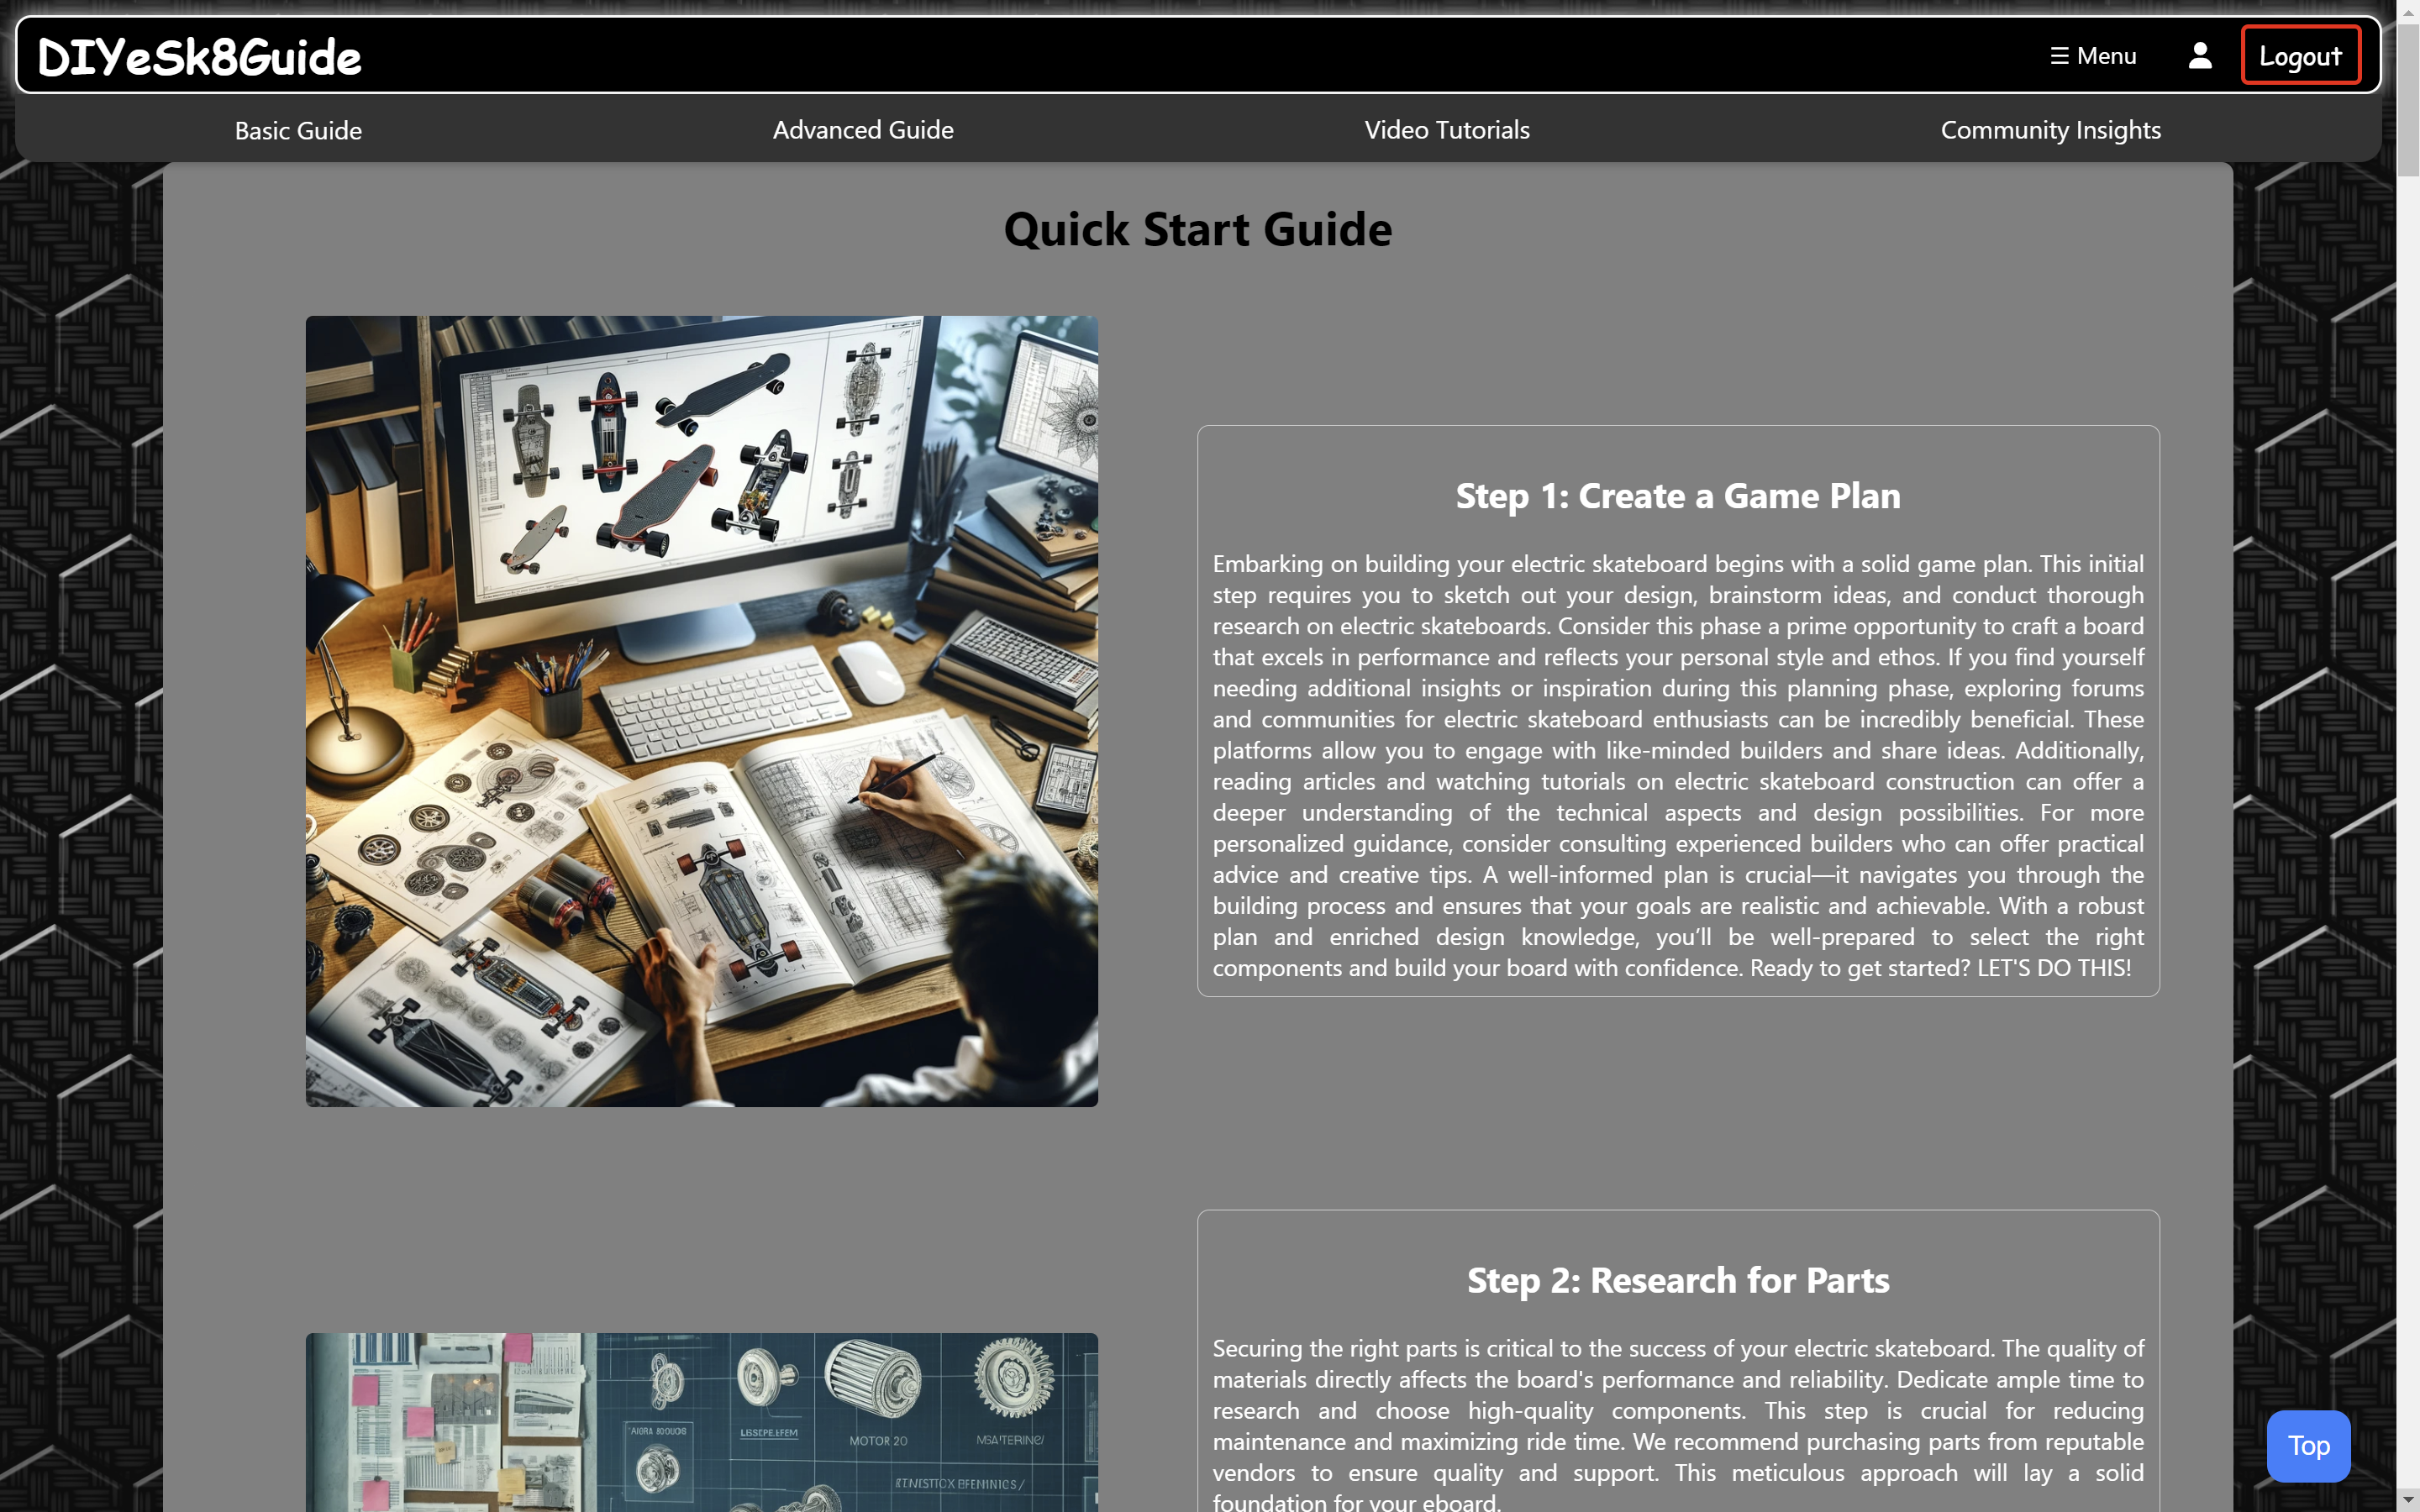 DIYeSk8Guide
☰ Menu
Logout
Basic Guide
Advanced Guide
Video Tutorials
Community Insights
Quick Start Guide
Step 1: Create a Game Plan
Embarking on building your electric skateboard begins with a solid game plan. This initial
step requires you to sketch out your design, brainstorm ideas, and conduct thorough
research on electric skateboards. Consider this phase a prime opportunity to craft a board
that excels in performance and reflects your personal style and ethos. If you find yourself
needing additional insights or inspiration during this planning phase, exploring forums
and communities for electric skateboard enthusiasts can be incredibly beneficial. These
platforms allow you to engage with like-minded builders and share ideas. Additionally,
reading articles and watching tutorials on electric skateboard construction can offer a
deeper understanding of the technical aspects and design possibilities. For more
personalized guidance, consider consulting experienced builders who can offer practical
advice and creative tips. A well-informed plan is crucial—it navigates you through the
building process and ensures that your goals are realistic and achievable. With a robust
plan and enriched design knowledge, you’ll be well-prepared to select the right
components and build your board with confidence. Ready to get started? LET'S DO THIS!
Step 2: Research for Parts
Securing the right parts is critical to the success of your electric skateboard. The quality of
materials directly affects the board's performance and reliability. Dedicate ample time to
research and choose high-quality components. This step is crucial for reducing
maintenance and maximizing ride time. We recommend purchasing parts from reputable
vendors to ensure quality and support. This meticulous approach will lay a solid
foundation for your eboard.
MOTOR 20
Top